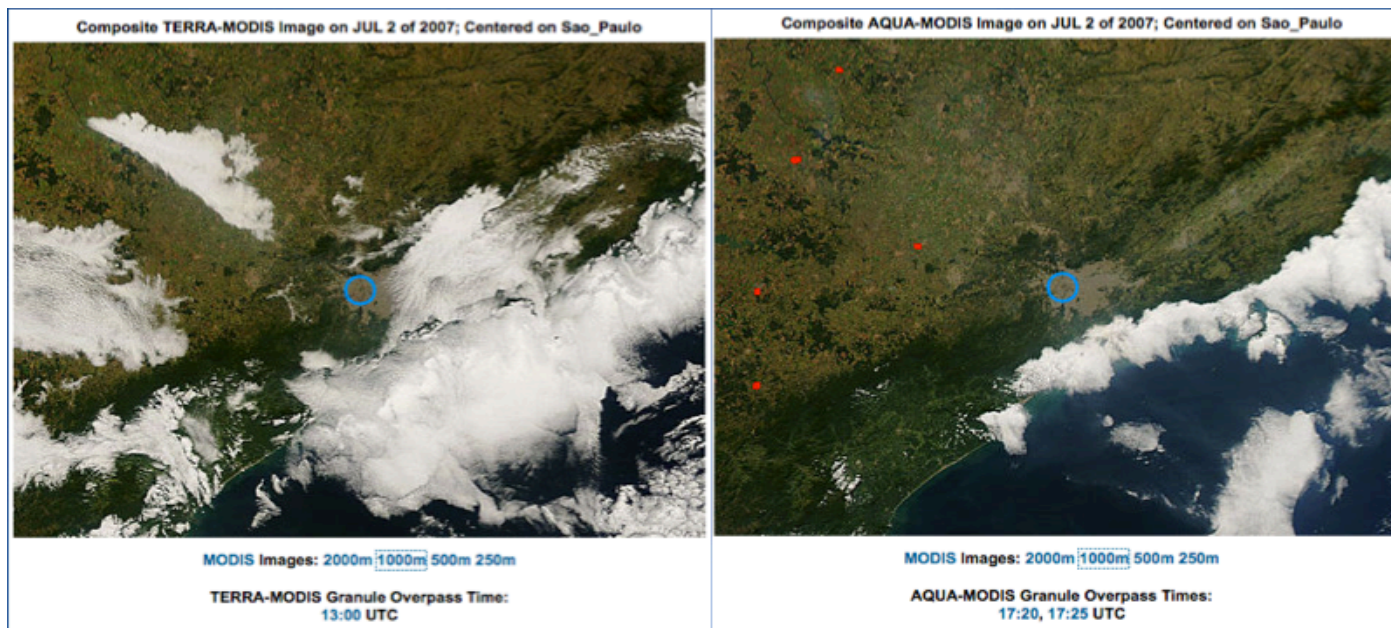 Composite TERRA-MODIS Image on JUL 2 of 2007; Centered on Sao_Paulo
MODIS Images: 2000m 1000m 500m 250m
TERRA-MODIS Granule Overpass Time:
13:00 UTC
Composite AQUA-MODIS Image on JUL 2 of 2007; Centered on Sao_Paulo
MODIS Images: 2000m 1000m 500m 250m
AQUA-MODIS Granule Overpass Times:
17:20, 17:25 UTC